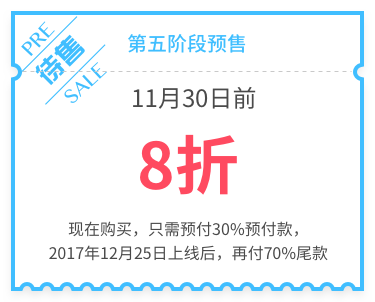 PRE
待售
SALE
第五阶段预售
11月30日前
8折
现在购买，只需预付30%预付款，
2017年12月25日上线后，再付70%尾款